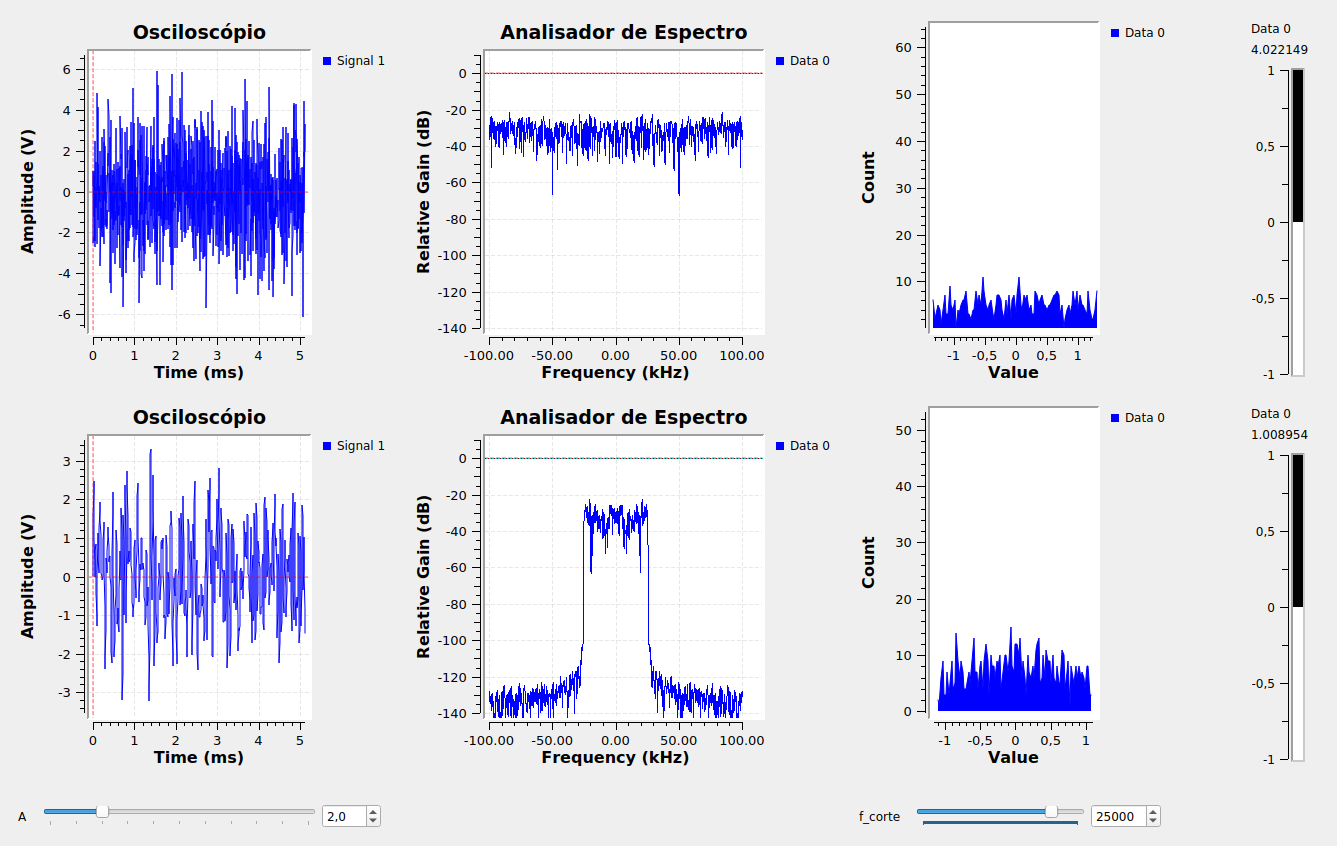 Osciloscópio
Signal 1
Amplitude (V)
6
4
2
0
-2
-4
-6
0 1 2 3 4 5
Time (ms)
Analisador de Espectro
Data 0
Relative Gain (dB)
0
-20
-40
-60
-80
-100
-120
-140
-100.00 -50.00 0.00 50.00 100.00
Frequency (kHz)
Data 0
Count
60
50
40
30
20
10
-1 -0,5 0 0,5 1
Value
Data 0
4.022149
1
0,5
0
-0,5
-1
Osciloscópio
Signal 1
Amplitude (V)
3
2
1
0
-1
-2
-3
0 1 2 3 4 5
Time (ms)
Analisador de Espectro
Data 0
Relative Gain (dB)
0
-20
-40
-60
-80
-100
-120
-140
-100.00 -50.00 0.00 50.00 100.00
Frequency (kHz)
Data 0
Count
50
40
30
20
10
0
-1 -0,5 0 0,5 1
Value
Data 0
1.008954
1
0,5
0
-0,5
-1
A 2,0
f_corte 25000